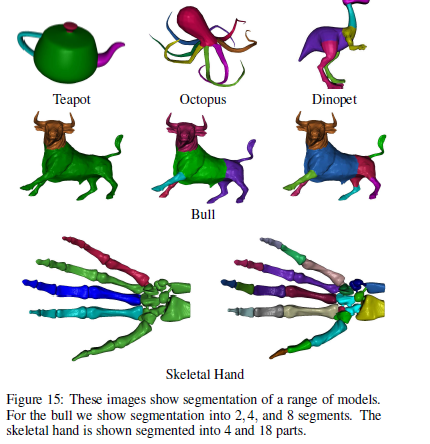 Teapot Octopus Dinopet
Bull
Skeletal Hand
Figure 15: These images show segmentation of a range of models.
For the bull we show segmentation into 2,4, and 8 segments. The
skeletal hand is shown segmented into 4 and 18 parts.